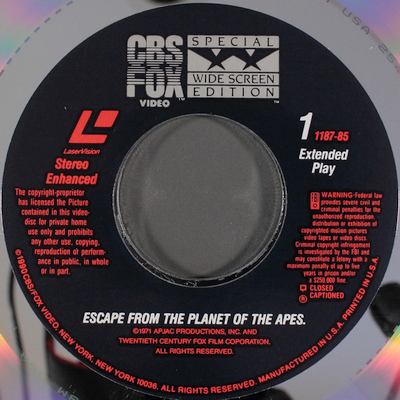 CBS
FOX
VIDEO
™
SPECIAL
WIDE SCREEN
EDITION
™
LaserVision
Stereo
Enhanced
1
1187-85
Extended
Play
The copyright-proprietor
has licensed the Picture
contained in this video-
disc for private home
use only and prohibits
any other use, copying,
reproduction or perform-
ance in public, in whole
or in part.
WARNING-Federal law
provides severe civil and
criminal penalties for the
unauthorized reproduction,
distribution or exhibition of
copyrighted motion pictures
video tapes or video discs.
Criminal copyright infringement
is investigated by the FBI and
may constitute a felony with a
maximum penalty of up to five
years in prison and/or
a $250,000 fine.
CLOSED
CAPTIONED
ESCAPE FROM THE PLANET OF THE APES.
©1971 APJAC PRODUCTIONS, INC. AND
TWENTIETH CENTURY FOX FILM CORPORATION.
ALL RIGHTS RESERVED.
©1990 CBS/FOX VIDEO, NEW YORK, NEW YORK 10036. ALL RIGHTS RESERVED. MANUFACTURED IN U.S.A. PRINTED IN U.S.A.
USA